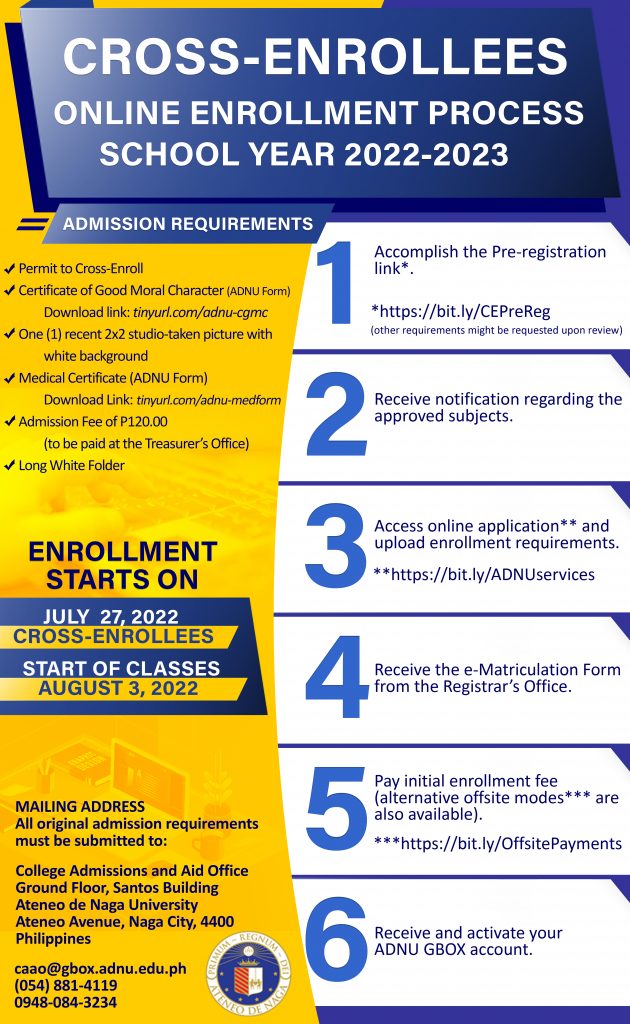 CROSS-ENROLLEES
ONLINE ENROLLMENT PROCESS
SCHOOL YEAR 2022-2023
ADMISSION REQUIREMENTS
✔ Permit to Cross-Enroll
✔ Certificate of Good Moral Character (ADNU Form)
Download link: tinyurl.com/adnu-cgmc
✔ One (1) recent 2x2 studio-taken picture with
white background
✔ Medical Certificate (ADNU Form)
Download Link: tinyurl.com/adnu-medform
✔ Admission Fee of P120.00
(to be paid at the Treasurer's Office)
✔ Long White Folder
ENROLLMENT
STARTS ON
JULY 27, 2022
CROSS-ENROLLEES
START OF CLASSES
AUGUST 3, 2022
MAILING ADDRESS
All original admission requirements
must be submitted to:
College Admissions and Aid Office
Ground Floor, Santos Building
Ateneo de Naga University
Ateneo Avenue, Naga City, 4400
Philippines
caao@gbox.adnu.edu.ph
(054) 881-4119
0948-084-3234
PRIMUM REGNUM DEI
ATENEO DE NAGA
1
Accomplish the Pre-registration
link*.
*https://bit.ly/CEPreReg
(other requirements might be requested upon review)
2
Receive notification regarding the
approved subjects.
3
Access online application** and
upload enrollment requirements.
**https://bit.ly/ADNUservices
4
Receive the e-Matriculation Form
from the Registrar's Office.
5
Pay initial enrollment fee
(alternative offsite modes*** are
also available).
***https://bit.ly/OffsitePayments
6
Receive and activate your
ADNU GBOX account.